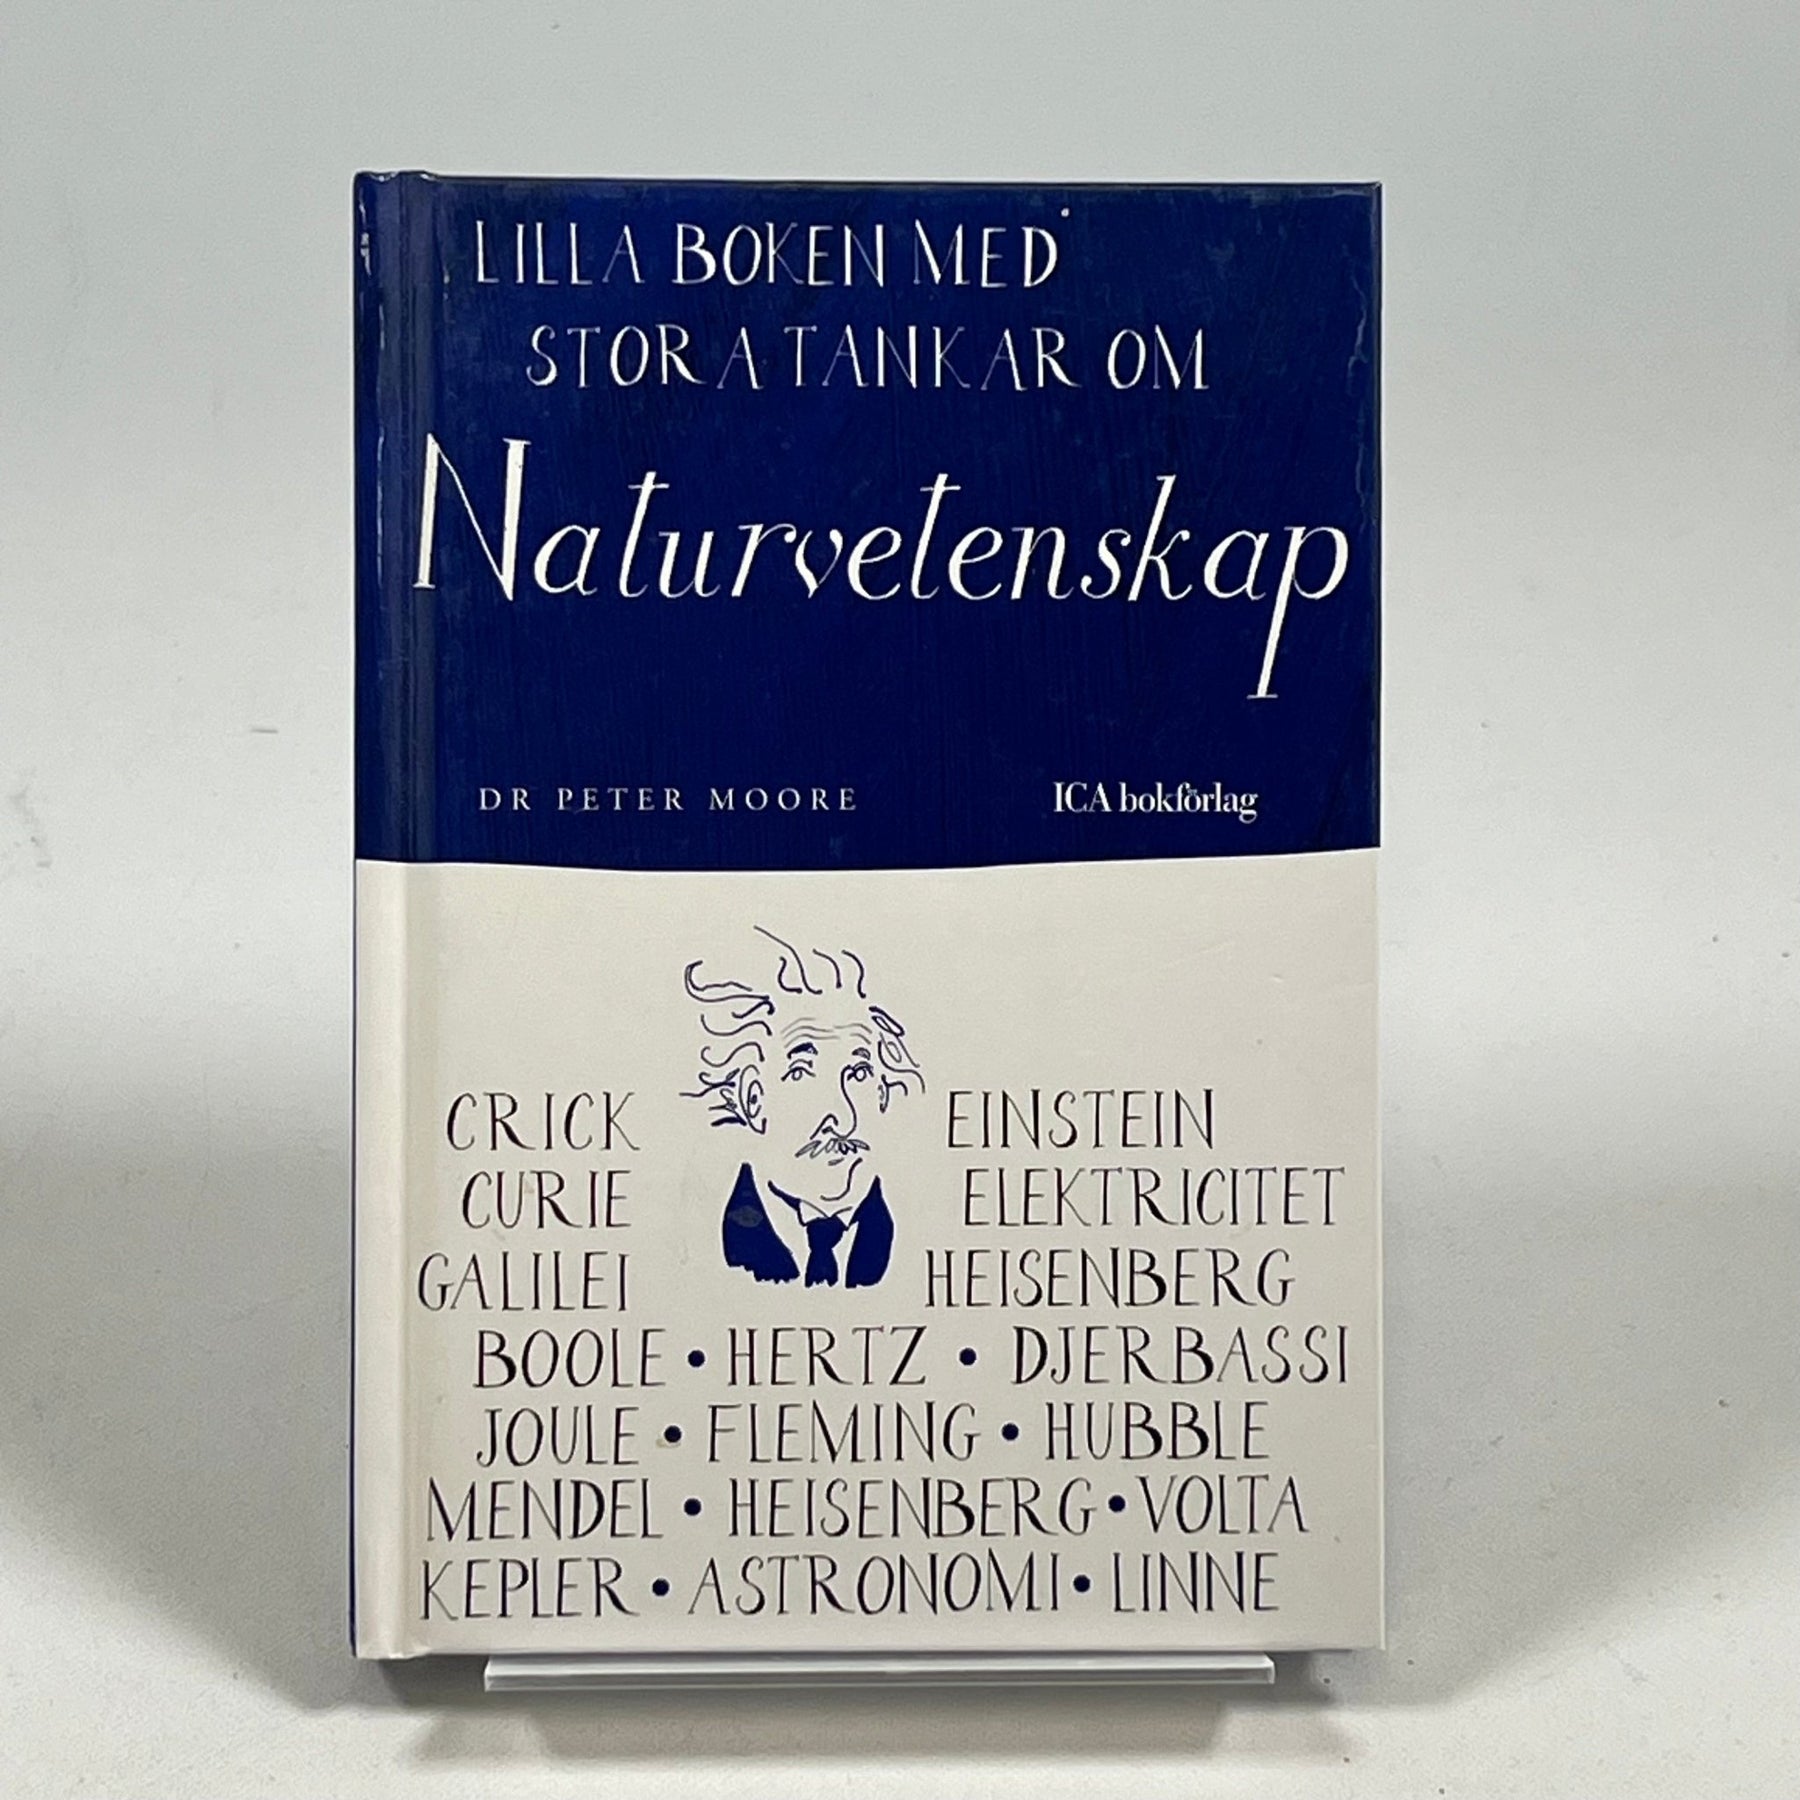 LILLA BOKEN MED
STORA TANKAR OM
Naturvetenskap
DR PETER MOORE
ICA bokförlag
CRICK
EINSTEIN
CURIE
ELEKTRICITET
GALILEI
HEISENBERG
BOOLE • HERTZ • DJERBASSI
JOULE • FLEMING • HUBBLE
MENDEL • HEISENBERG • VOLTA
KEPLER • ASTRONOMI • LINNE